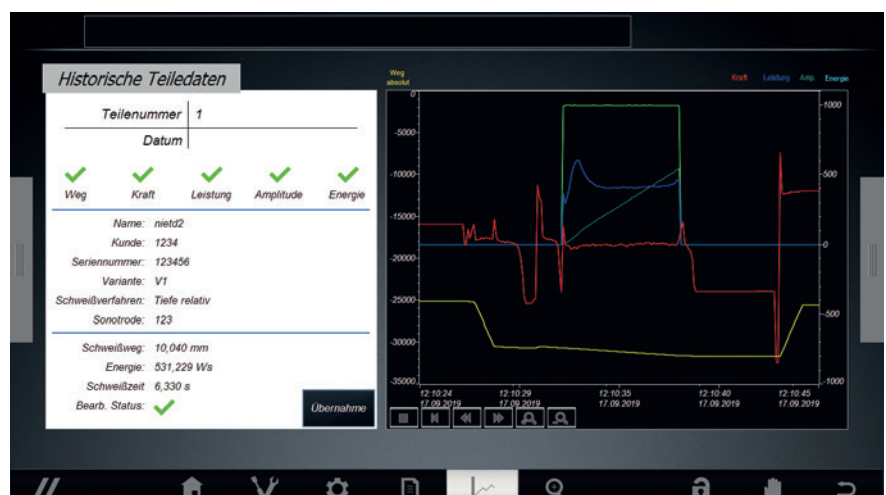 Historische Teiledaten
Teilenummer 1
Datum
Weg Kraft Leistung Amplitude Energie
Name: nietd2
Kunde: 1234
Seriennummer: 123456
Variante: V1
Schweißverfahren: Tiefe relativ
Sonotrode: 123
Schweißweg: 10,040 mm
Energie: 531,229 Ws
Schweißzeit 6,330 s
Bearb. Status:
Übernahme
Weg
absolut
Kraft Leistung Amp. Energie
0
-5000
-10000
-15000
-20000
-25000
-30000
-35000
-1000
-500
-0
-500
-1000
12:10:24 12:10:29 12:10:35 12:10:40 12:10:45
17.09.2019 17.09.2019 17.09.2019 17.09.2019 17.09.2019